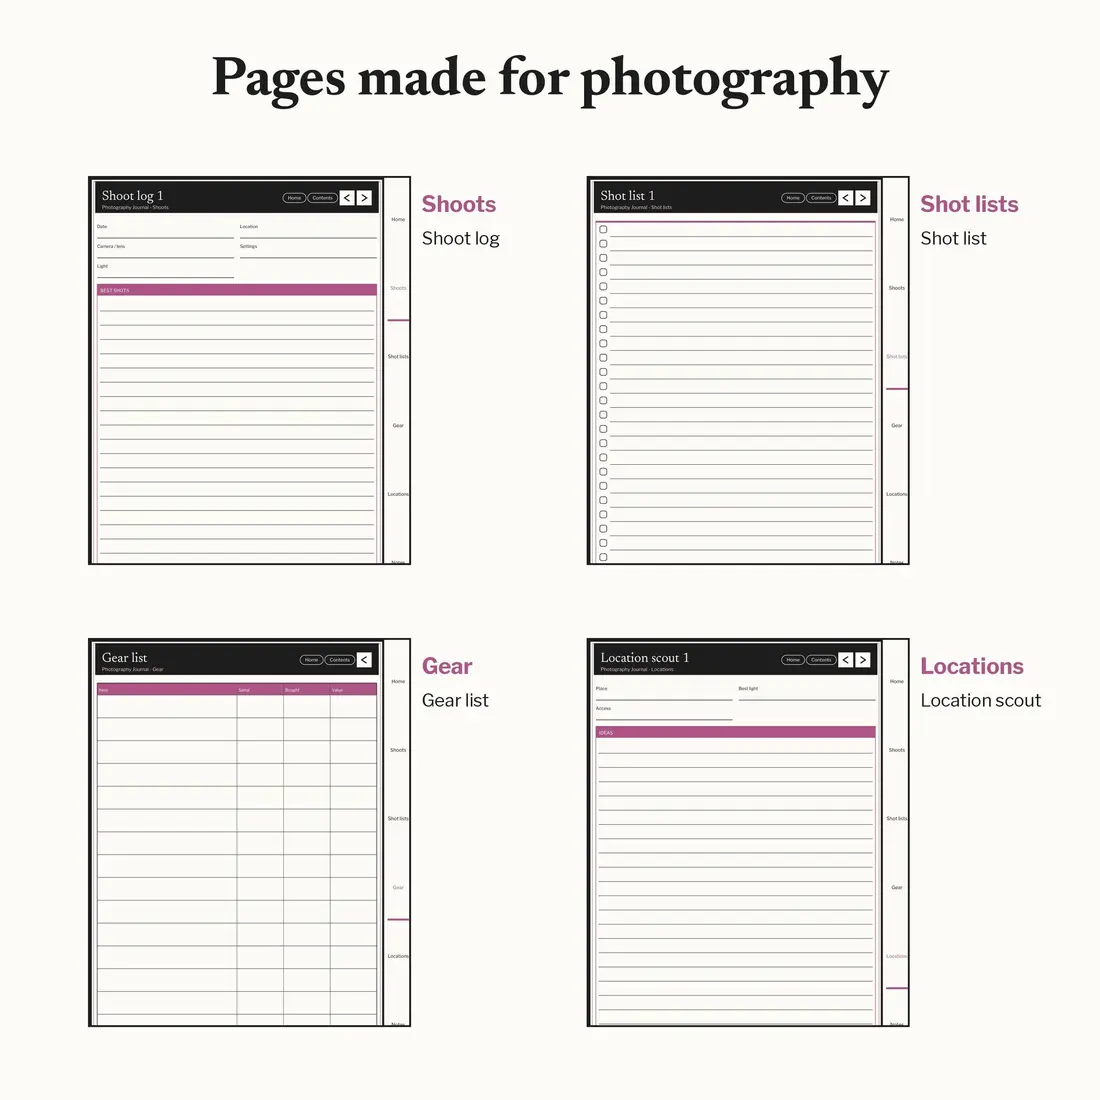 Pages made for photography
Shoot log 1
Photography Journal · Shoots
Home
Contents
<
>
Date
Location
Camera / lens
Settings
Light
BEST SHOTS
Home
Shoots
Shot lists
Gear
Locations
Notes
Shoots
Shoot log
Shot list 1
Photography Journal · Shot lists
Home
Contents
<
>
Home
Shoots
Shot lists
Gear
Locations
Notes
Shot lists
Shot list
Gear list
Photography Journal · Gear
Home
Contents
<
Item
Serial
Bought
Value
Home
Shoots
Shot lists
Gear
Locations
Notes
Gear
Gear list
Location scout 1
Photography Journal · Locations
Home
Contents
<
>
Place
Best light
Access
IDEAS
Home
Shoots
Shot lists
Gear
Locations
Notes
Locations
Location scout